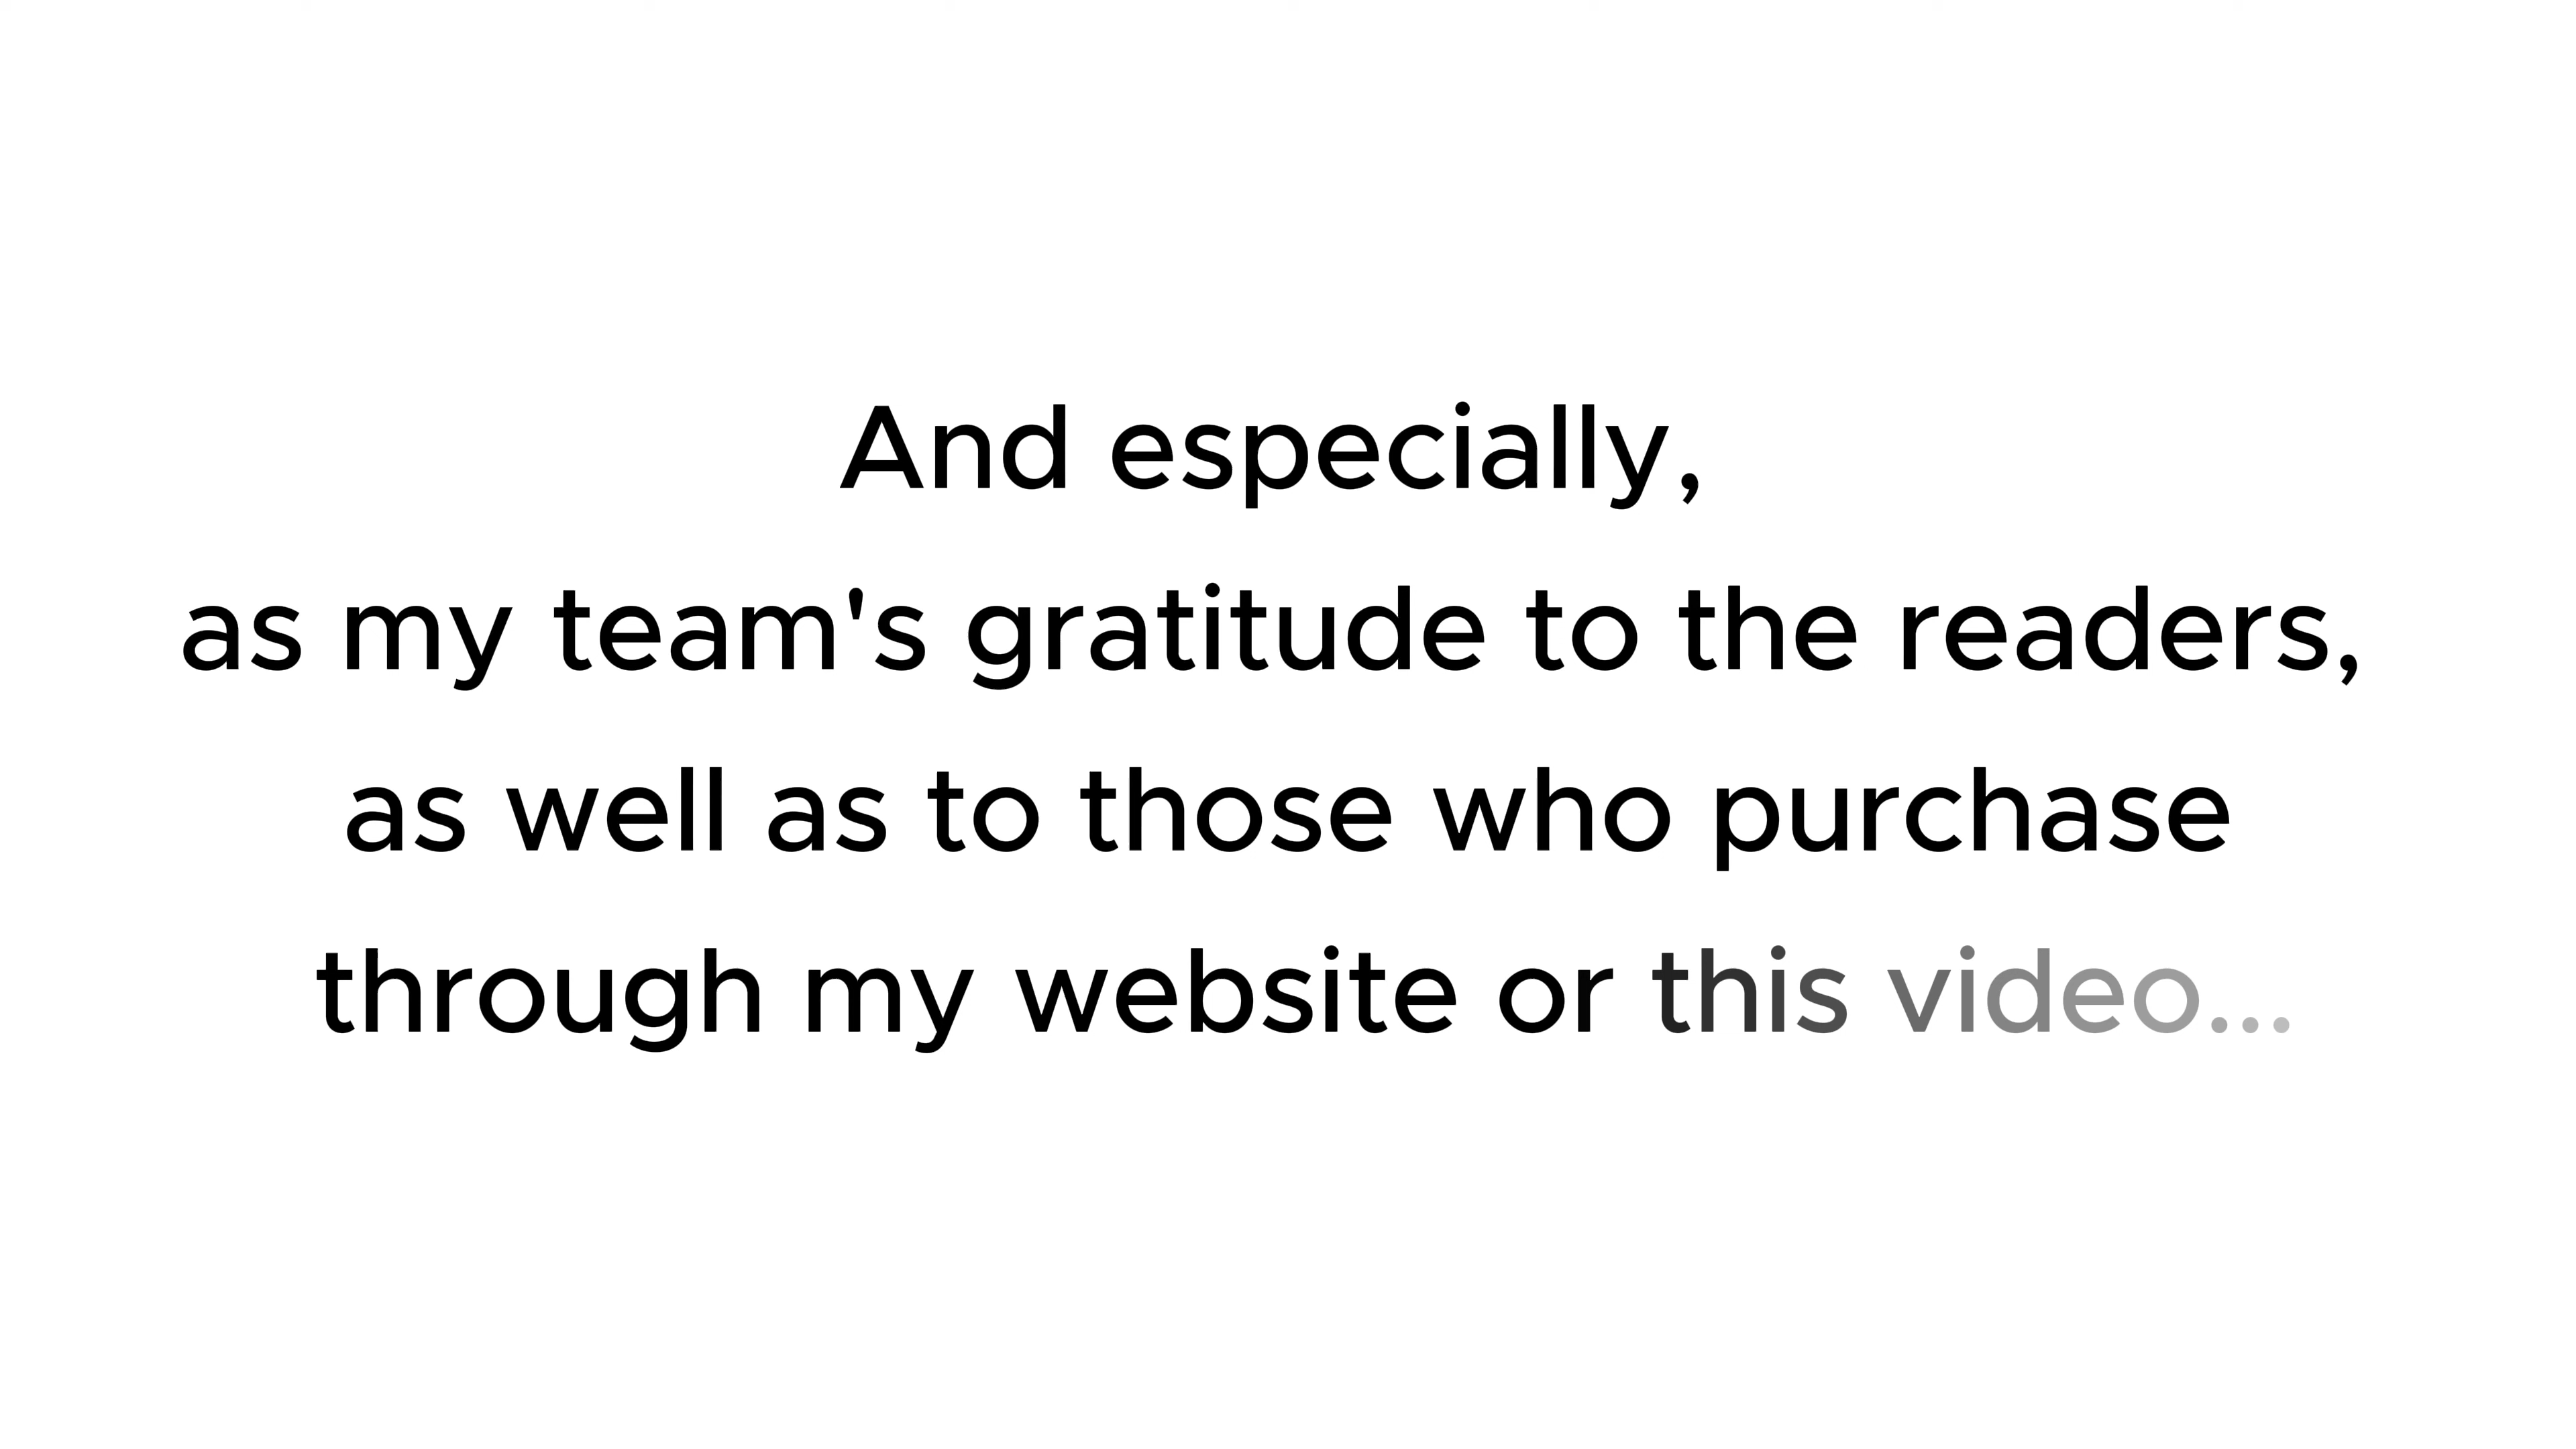 And especially,
as my team's gratitude to the readers,
as well as to those who purchase
through my website or this video...